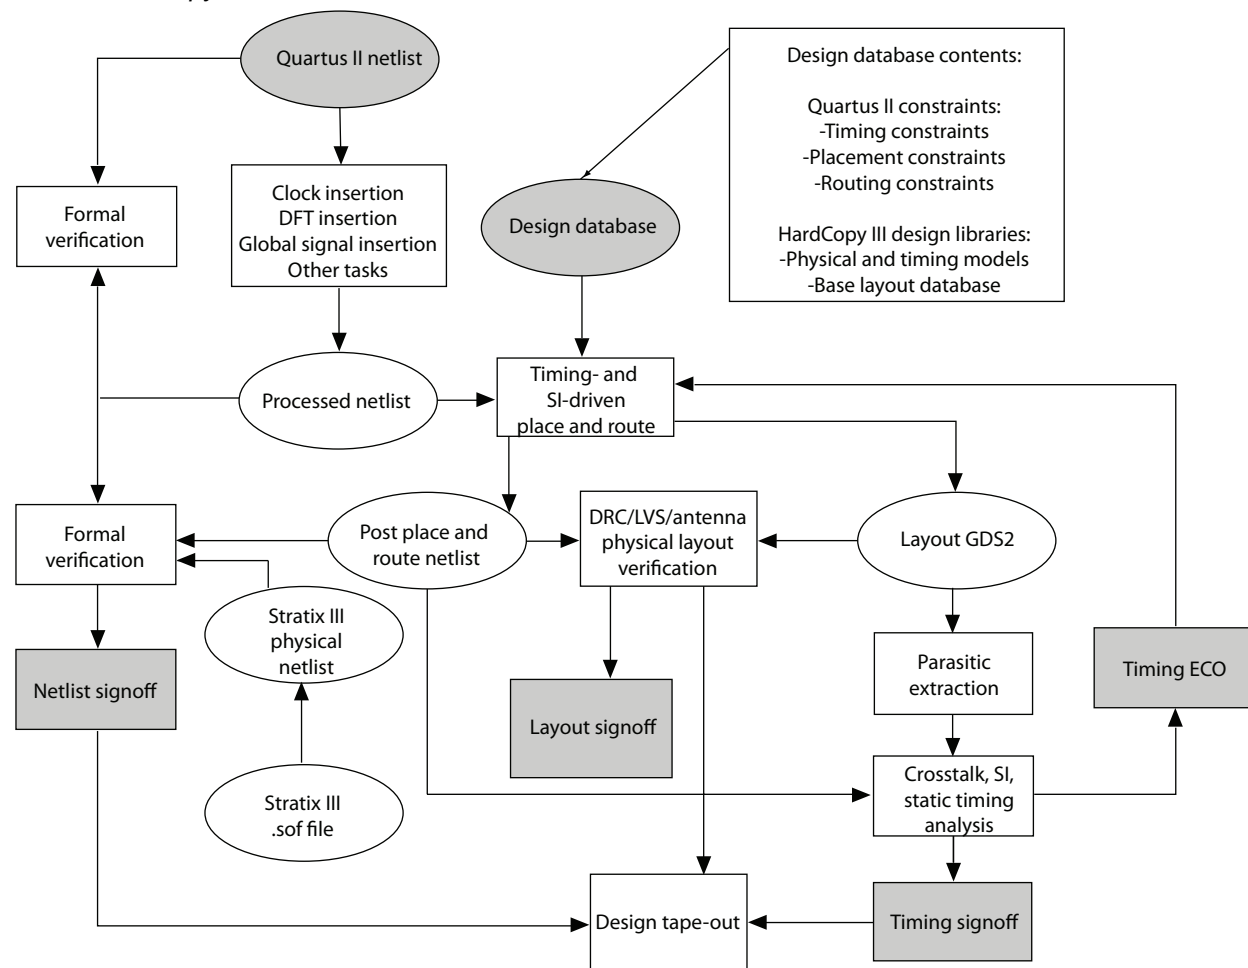 Quartus II netlist
Design database contents:
Quartus II constraints:
-Timing constraints
-Placement constraints
-Routing constraints
HardCopy III design libraries:
-Physical and timing models
-Base layout database
Formal
verification
Clock insertion
DFT insertion
Global signal insertion
Other tasks
Design database
Processed netlist
Timing- and
SI-driven
place and route
Formal
verification
Post place and
route netlist
DRC/LVS/antenna
physical layout
verification
Layout GDS2
Stratix III
physical
netlist
Netlist signoff
Layout signoff
Parasitic
extraction
Timing ECO
Stratix III
.sof file
Crosstalk, SI,
static timing
analysis
Design tape-out
Timing signoff